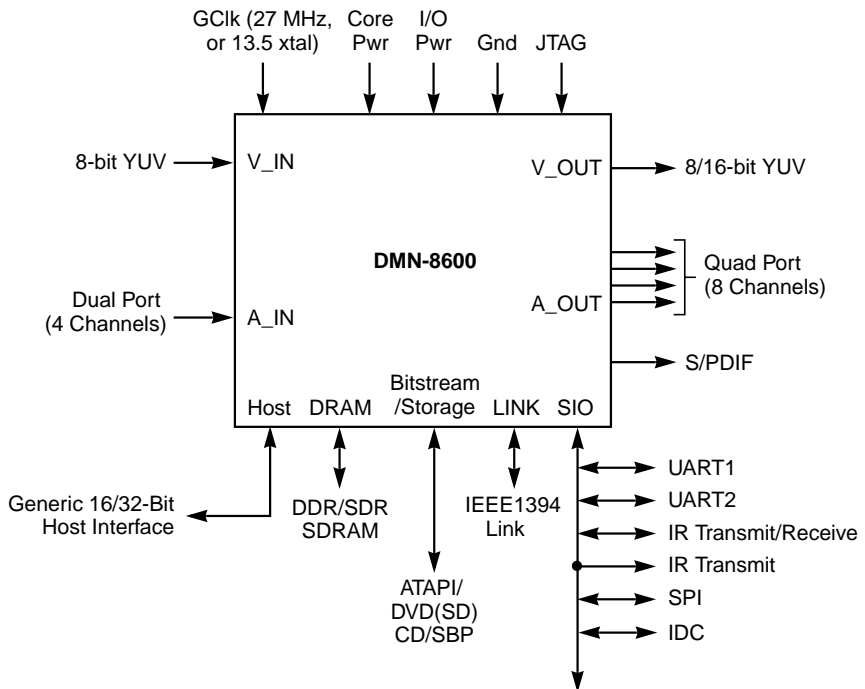 GClk (27 MHz,
or 13.5 xtal)
Core
Pwr
I/O
Pwr
Gnd
JTAG
8-bit YUV
V_IN
V_OUT
8/16-bit YUV
DMN-8600
Quad Port
(8 Channels)
Dual Port
(4 Channels)
A_IN
A_OUT
S/PDIF
Host
DRAM
Bitstream
/Storage
LINK
SIO
Generic 16/32-Bit
Host Interface
DDR/SDR
SDRAM
ATAPI/
DVD(SD)
CD/SBP
IEEE1394
Link
UART1
UART2
IR Transmit/Receive
IR Transmit
SPI
IDC